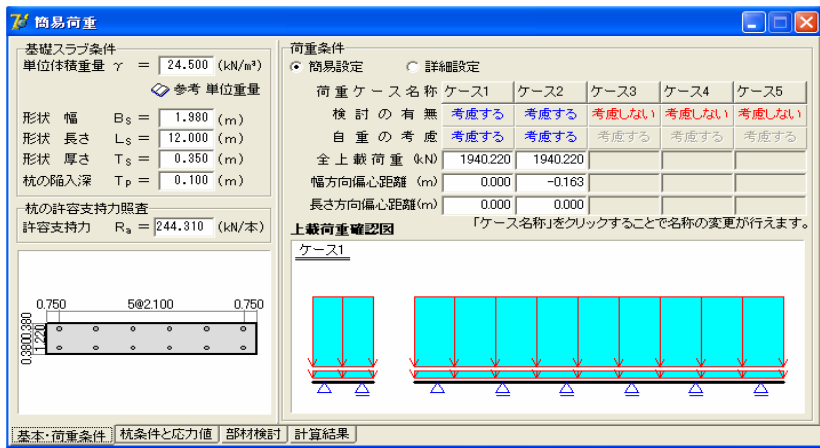 簡易荷重
基礎スラブ条件
単位体積重量 γ = 24.500 (kN/m³)
参考 単位重量
形状 幅 Bs = 1.980 (m)
形状 長さ Ls = 12.000 (m)
形状 厚さ Ts = 0.350 (m)
杭の陥入深 Tp = 0.100 (m)
杭の許容支持力照査
許容支持力 Ra = 244.310 (kN/本)
0.750 5@2.100 0.750
0.380
1.220
0.380
荷重条件
簡易設定 詳細設定
荷重ケース名称 ケース1 ケース2 ケース3 ケース4 ケース5
検討の有無 考慮する 考慮する 考慮しない 考慮しない 考慮しない
自重の考慮 考慮する 考慮する 考慮する 考慮する 考慮する
全上載荷重 (kN) 1940.220 1940.220
幅方向偏心距離 (m) 0.000 -0.163
長さ方向偏心距離(m) 0.000 0.000
上載荷重確認図 「ケース名称」をクリックすることで名称の変更が行えます。
ケース1
基本・荷重条件 杭条件と応力値 部材検討 計算結果